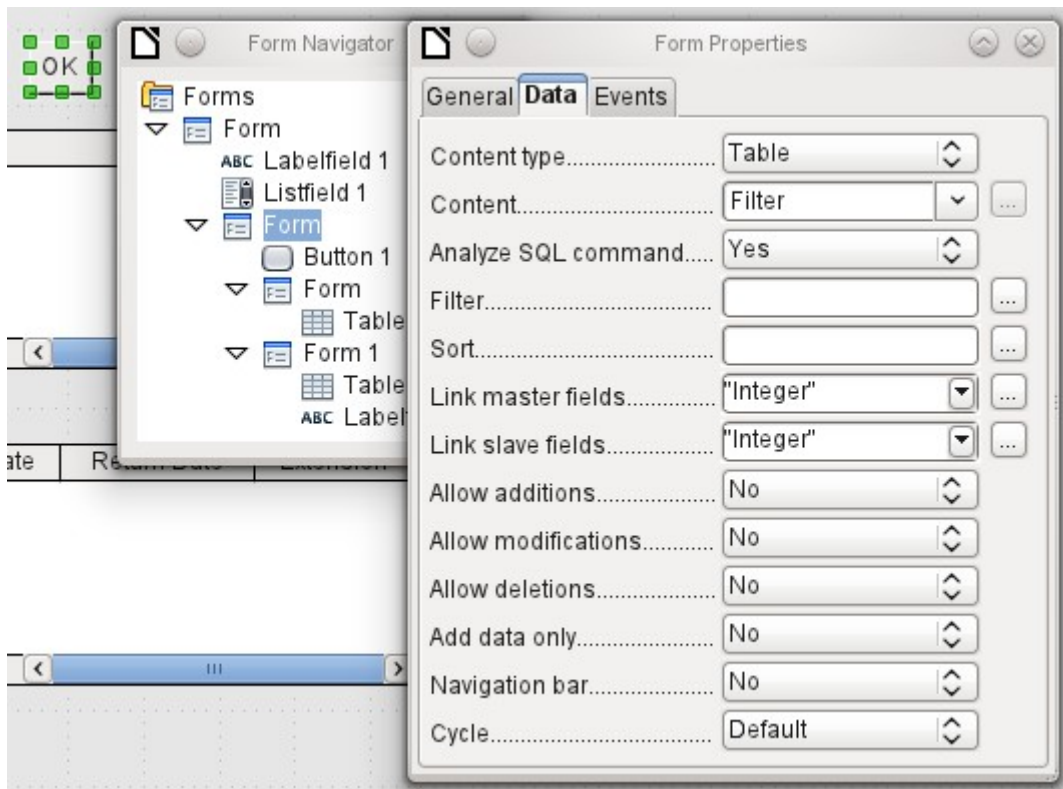 OK
Form Navigator
Forms
Form
ABC Labelfield 1
Listfield 1
Form
Button 1
Form
Table
Form 1
Table
ABC Label
ate
Return Date
Extension
Form Properties
General Data Events
Content type............ Table
Content............ Filter ...
Analyze SQL command..... Yes
Filter............ ...
Sort............ ...
Link master fields............ "Integer" ...
Link slave fields............ "Integer" ...
Allow additions............ No
Allow modifications............ No
Allow deletions............ No
Add data only............ No
Navigation bar............ No
Cycle............ Default